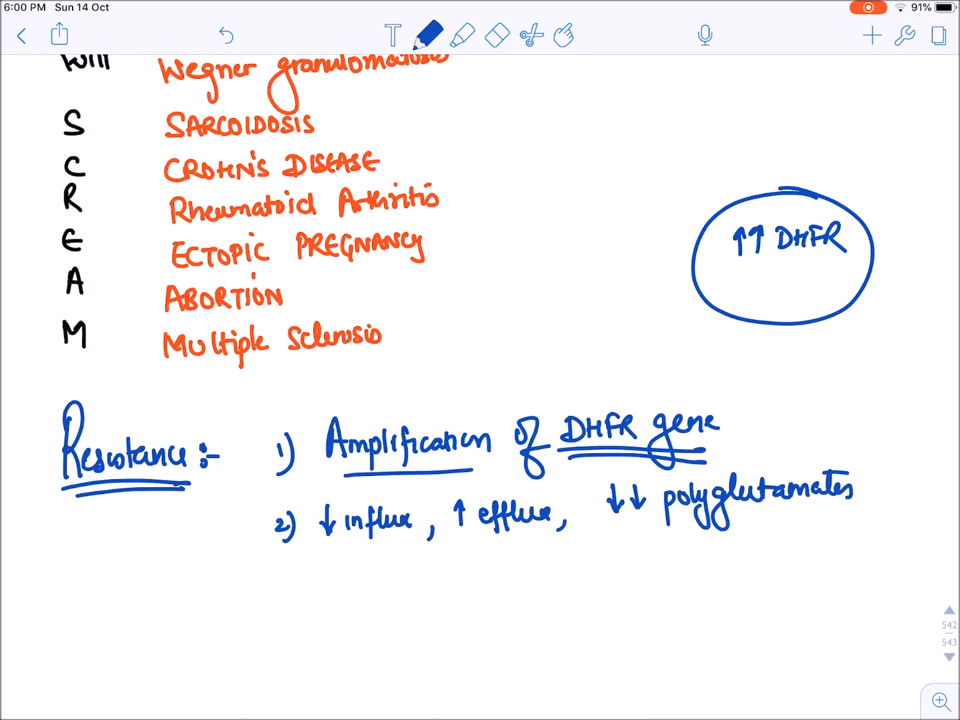 6:00 PM Sun 14 Oct 91%
T
Will Wegner granulomatosis
S SARCOIDOSIS
C CROHN'S DISEASE
R Rheumatoid Arthritis
E ECTOPIC PREGNANCY
A ABORTION
M Multiple Sclerosis
↑↑ DHFR
Resistance:- 1) Amplification of DHFR gene
2) ↓ influx, ↑ efflux, ↓↓ polyglutamates
542
543